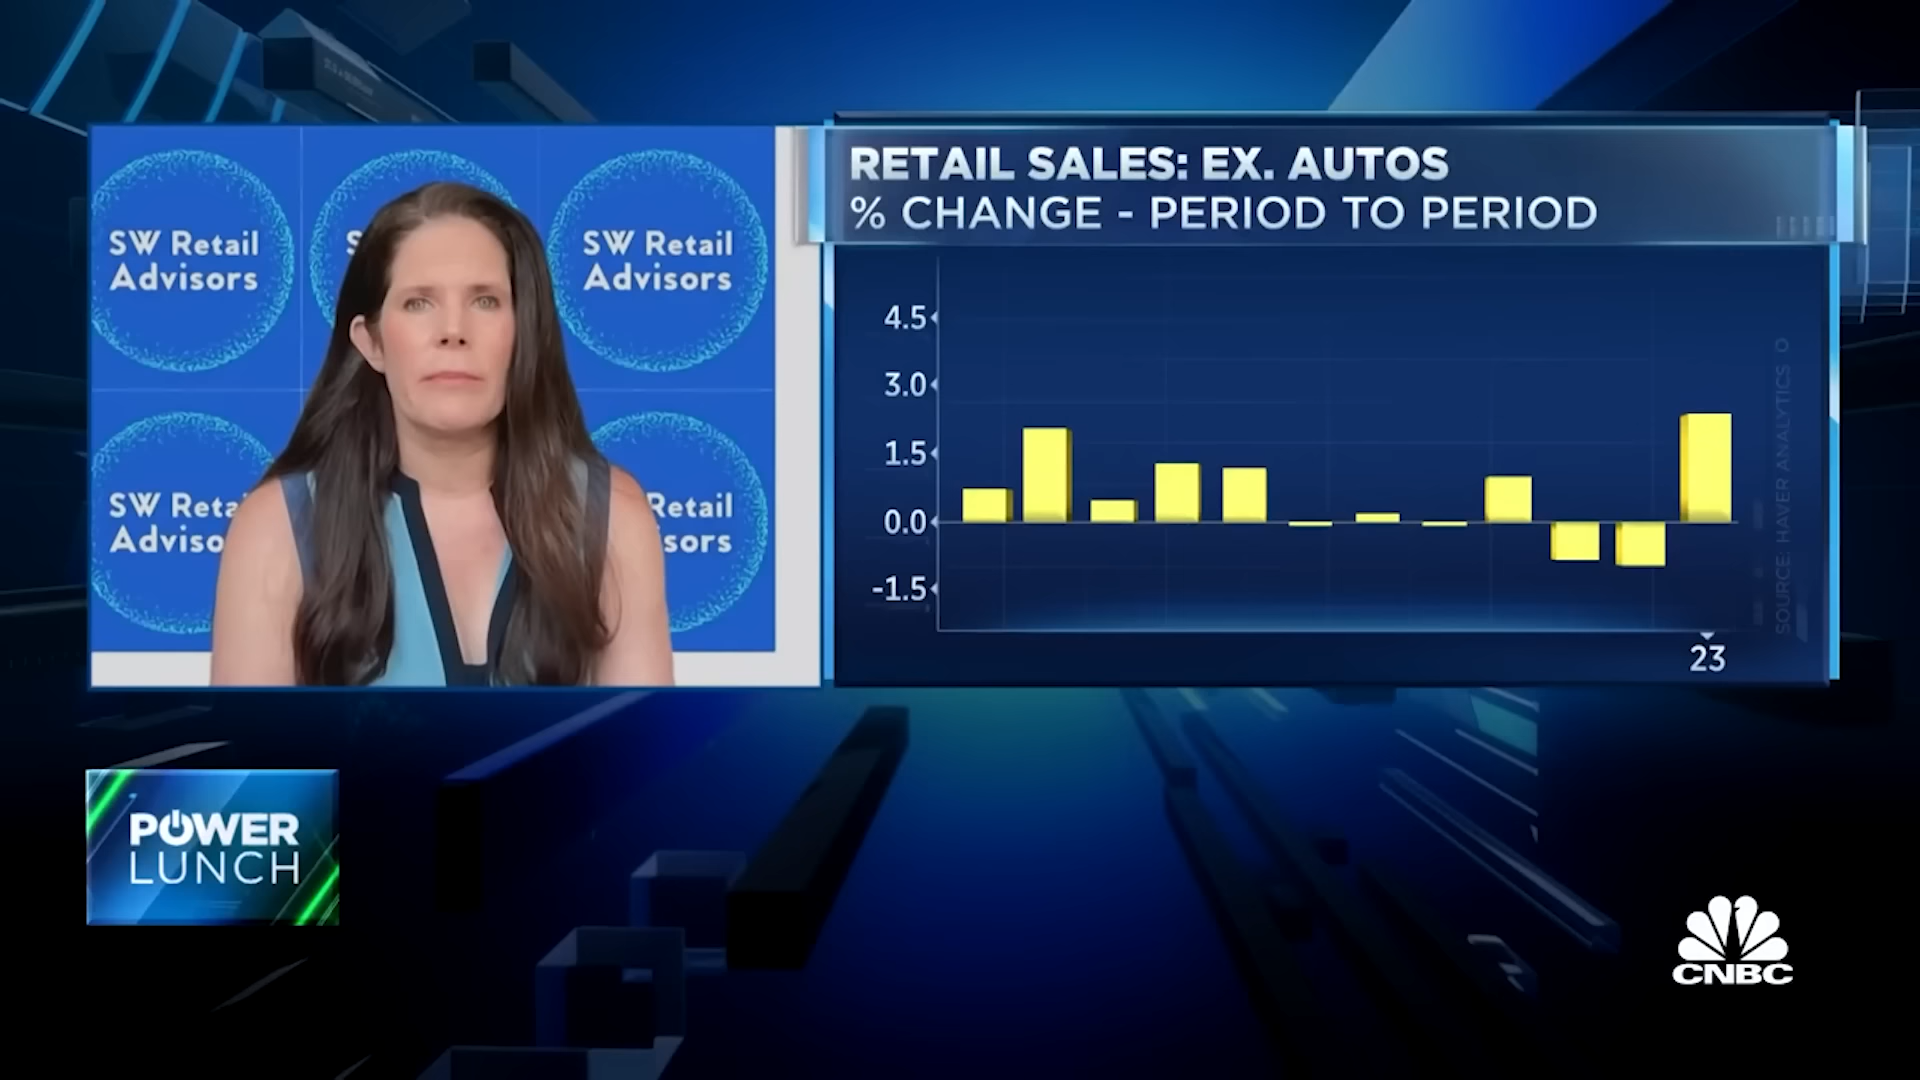 SW Retail
Advisors
S
SW Retail
Advisors
SW Reta
Adviso
Retail
sors
RETAIL SALES: EX. AUTOS
% CHANGE - PERIOD TO PERIOD
4.5
3.0
1.5
0.0
-1.5
23
SOURCE: HAVER ANALYTICS
POWER
LUNCH
CNBC